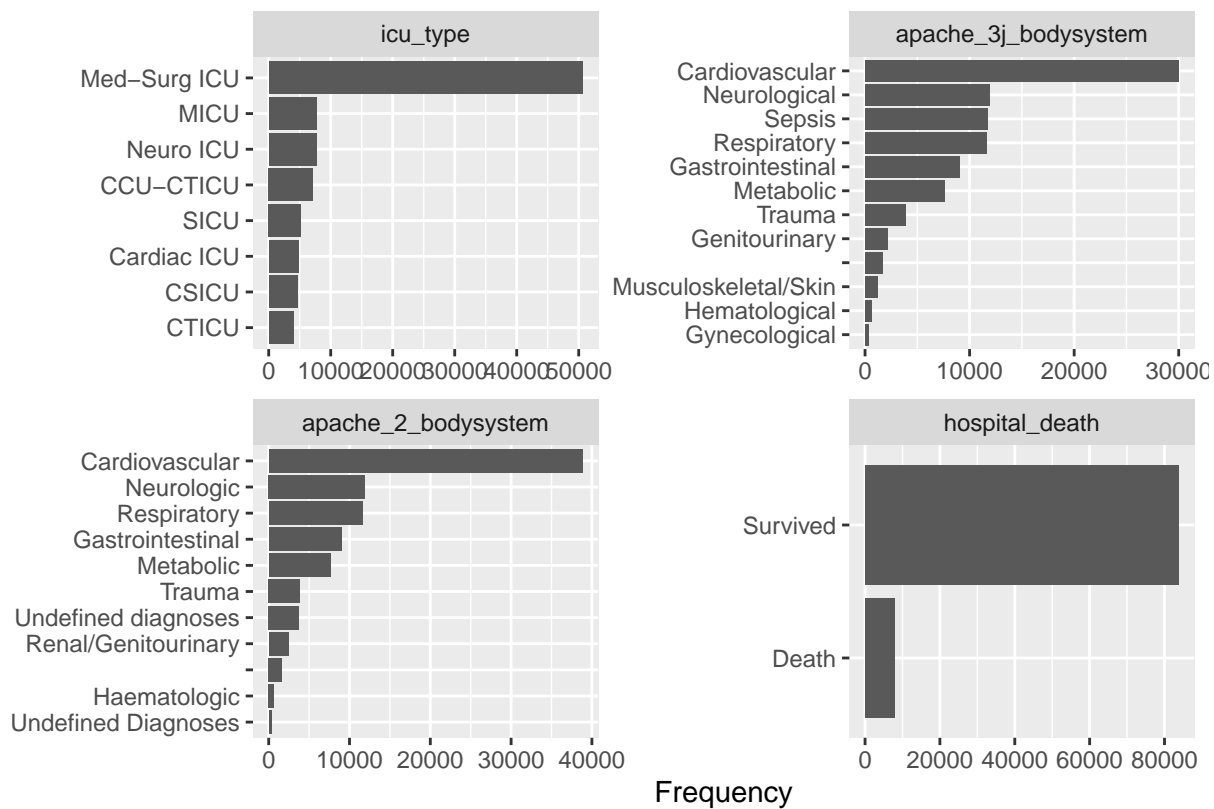 icu_type
Med−Surg ICU
MICU
Neuro ICU
CCU−CTICU
SICU
Cardiac ICU
CSICU
CTICU
0 10000 20000 30000 40000 50000
apache_3j_bodysystem
Cardiovascular
Neurological
Sepsis
Respiratory
Gastrointestinal
Metabolic
Trauma
Genitourinary
Musculoskeletal/Skin
Hematological
Gynecological
0 10000 20000 30000
apache_2_bodysystem
Cardiovascular
Neurologic
Respiratory
Gastrointestinal
Metabolic
Trauma
Undefined diagnoses
Renal/Genitourinary
Haematologic
Undefined Diagnoses
0 10000 20000 30000 40000
hospital_death
Survived
Death
0 20000 40000 60000 80000
Frequency